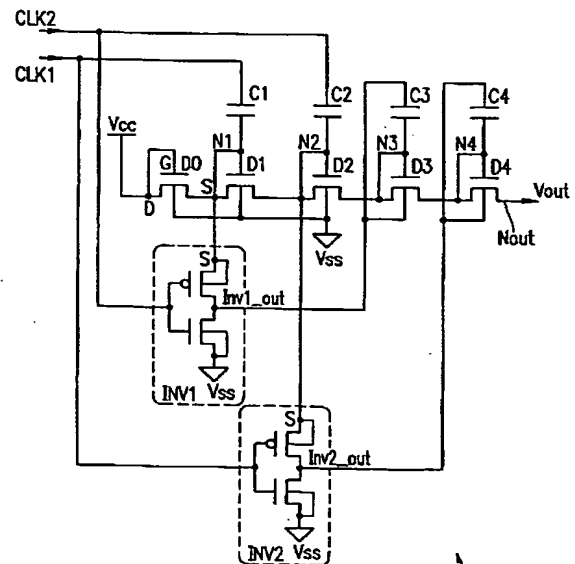 CLK2
CLK1
C1
C2
C3
C4
Vcc
N1
N2
N3
N4
G
D0
D1
D2
D3
D4
S
D
Vout
Nout
Vss
S
Inv1_out
INV1
Vss
S
Inv2_out
INV2
Vss